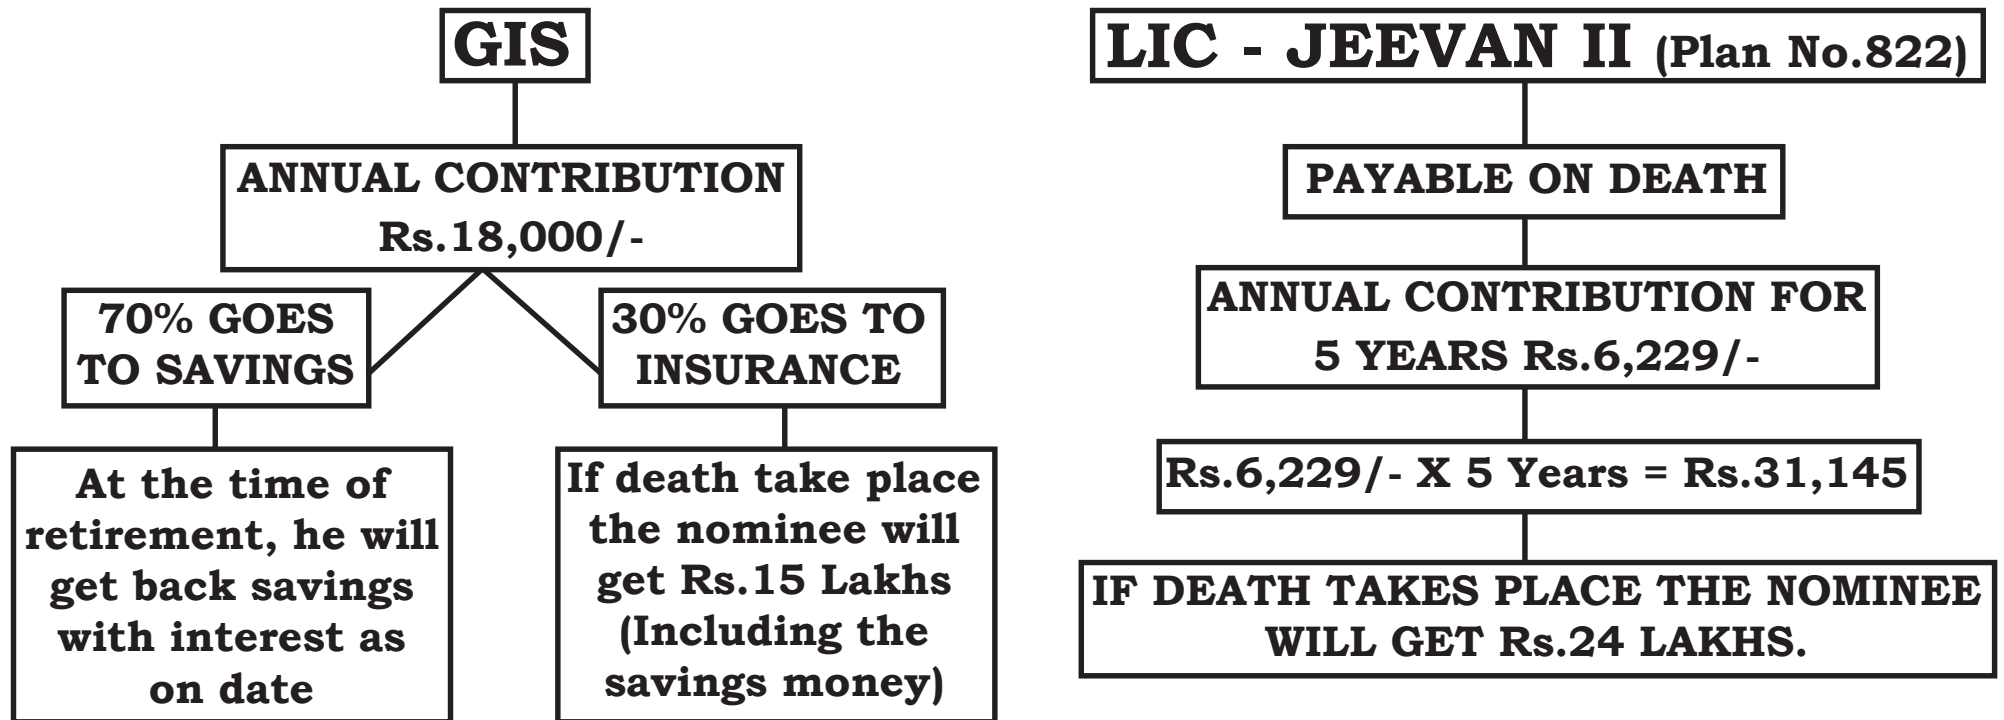 GIS
ANNUAL CONTRIBUTION
Rs.18,000/-
70% GOES
TO SAVINGS
30% GOES TO
INSURANCE
At the time of
retirement, he will
get back savings
with interest as
on date
If death take place
the nominee will
get Rs.15 Lakhs
(Including the
savings money)
LIC - JEEVAN II (Plan No.822)
PAYABLE ON DEATH
ANNUAL CONTRIBUTION FOR
5 YEARS Rs.6,229/-
Rs.6,229/- X 5 Years = Rs.31,145
IF DEATH TAKES PLACE THE NOMINEE
WILL GET Rs.24 LAKHS.